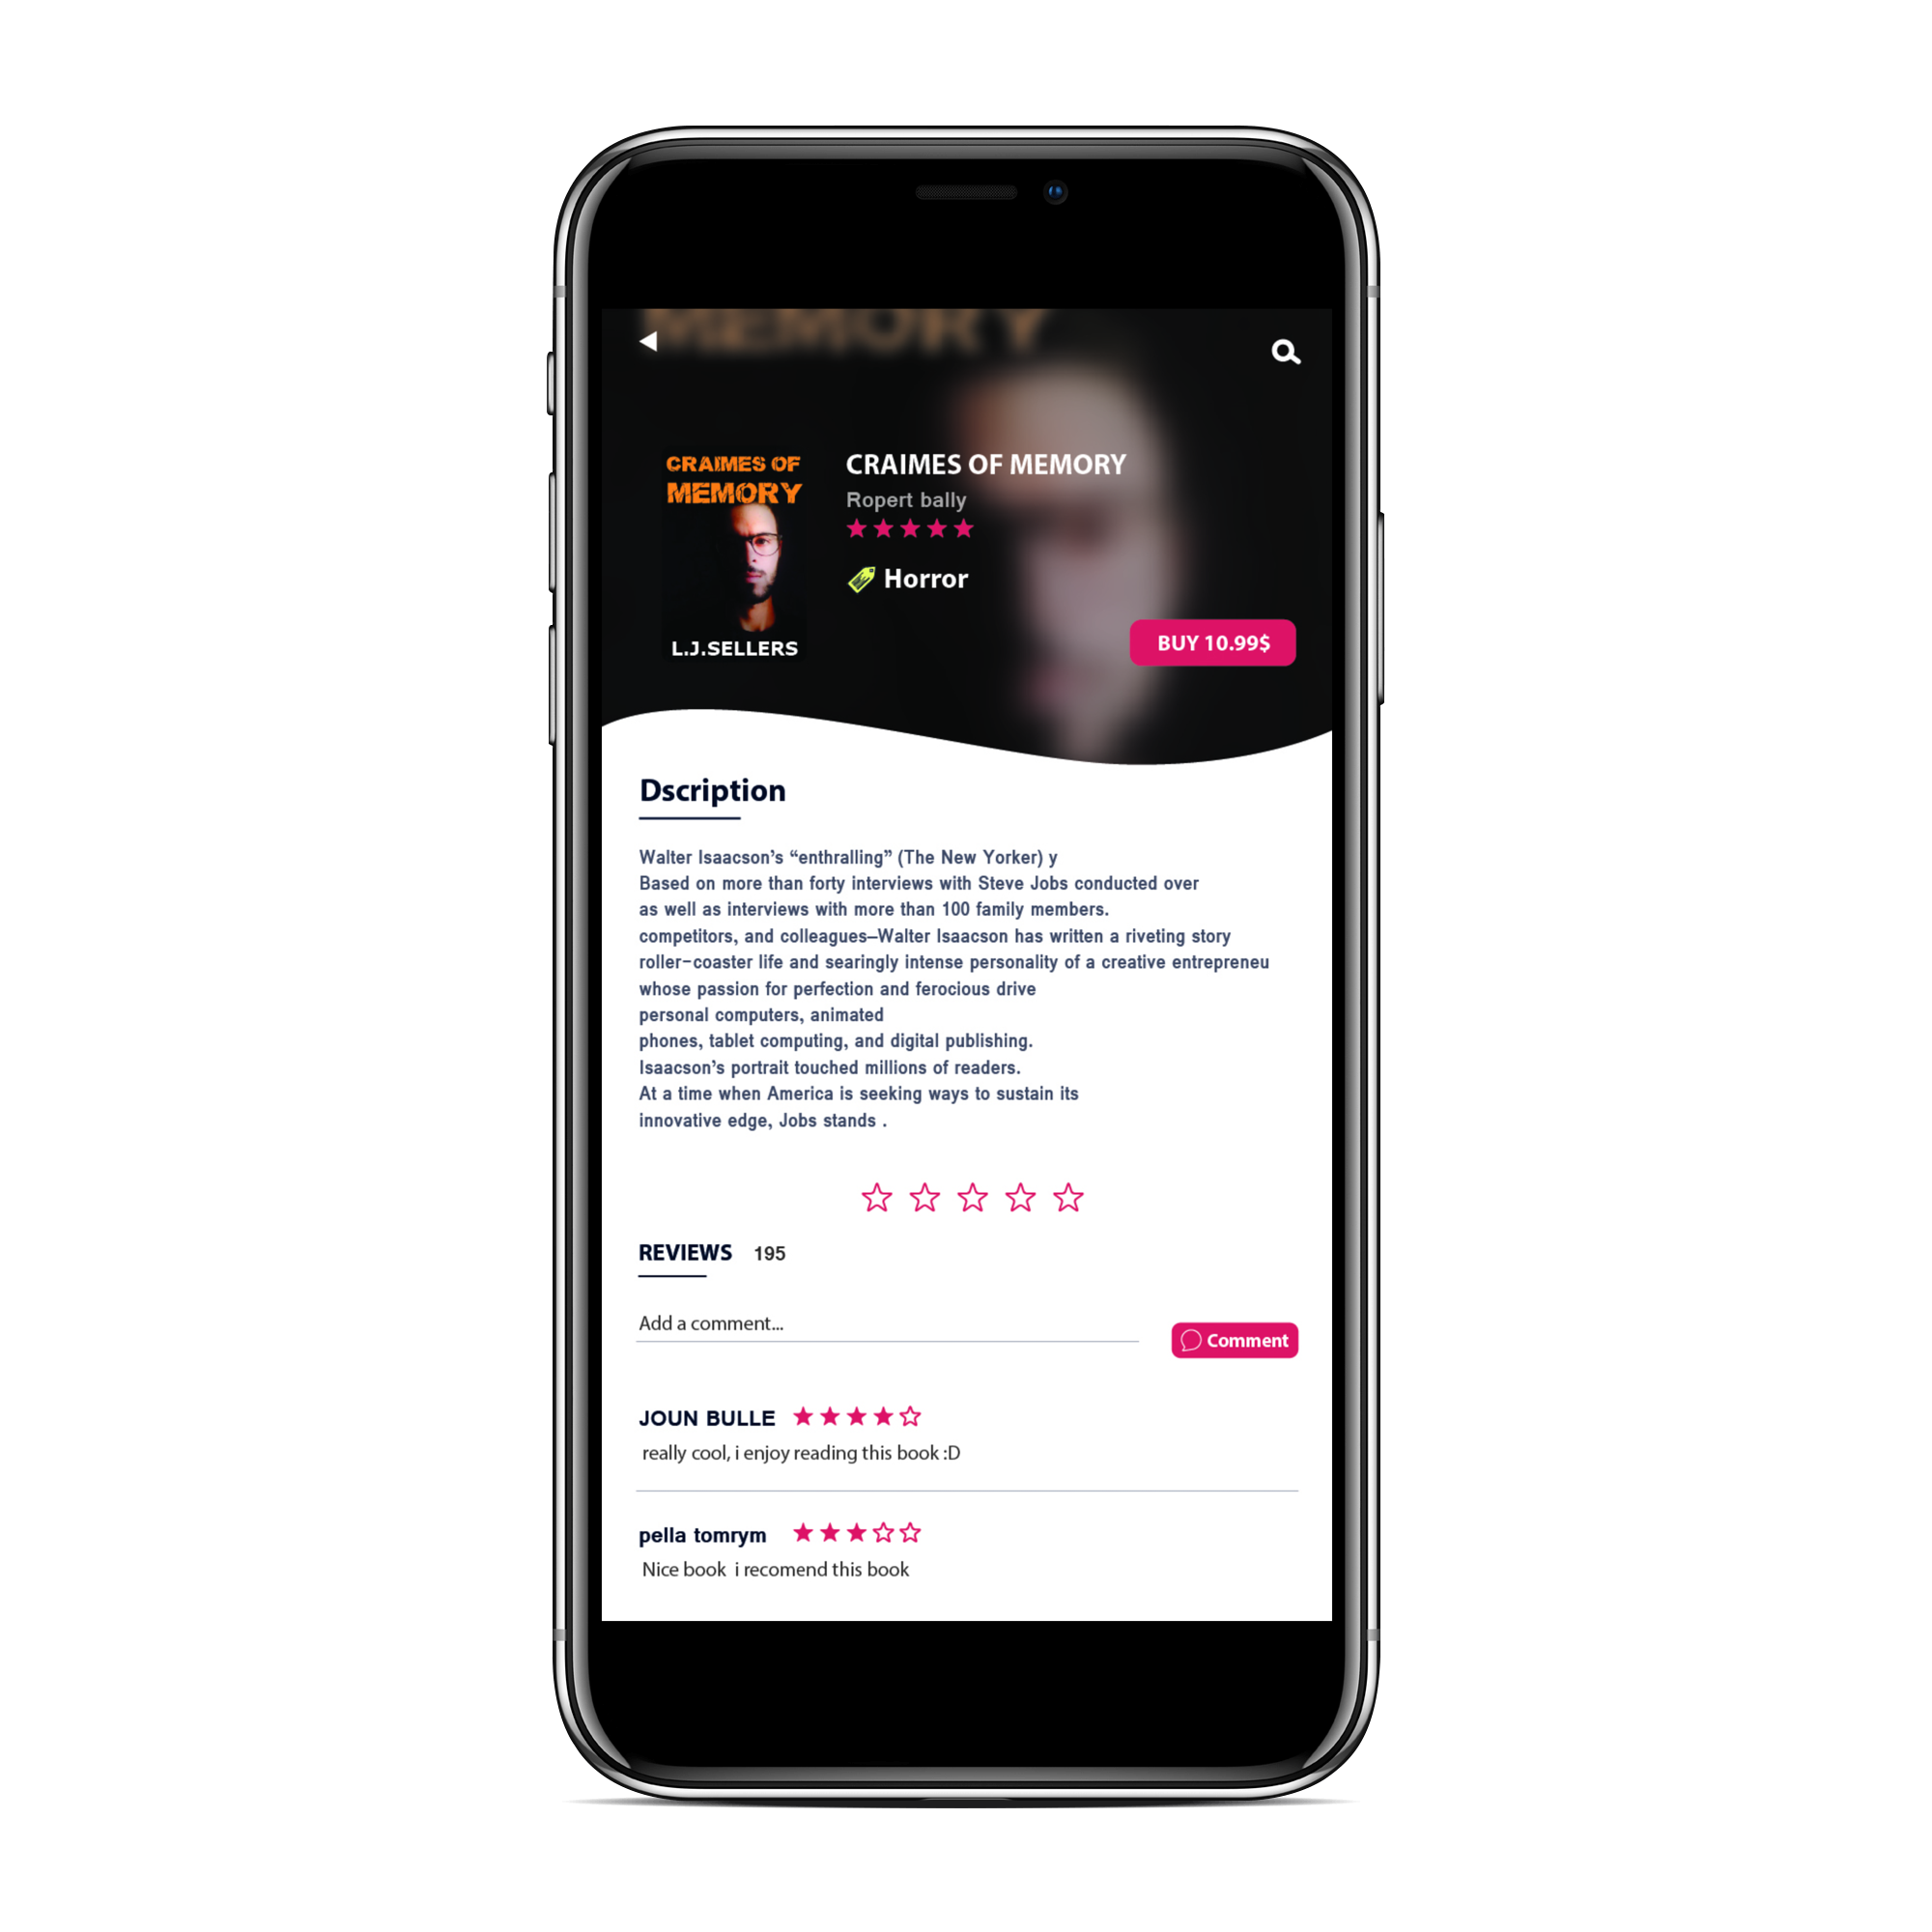 MEMORY
CRAIMES OF
MEMORY
L.J.SELLERS
CRAIMES OF MEMORY
Ropert bally
Horror
BUY 10.99$
Dscription
Walter Isaacson’s “enthralling” (The New Yorker) y
Based on more than forty interviews with Steve Jobs conducted over
as well as interviews with more than 100 family members.
competitors, and colleagues—Walter Isaacson has written a riveting story
roller-coaster life and searingly intense personality of a creative entrepreneu
whose passion for perfection and ferocious drive
personal computers, animated
phones, tablet computing, and digital publishing.
Isaacson’s portrait touched millions of readers.
At a time when America is seeking ways to sustain its
innovative edge, Jobs stands .
REVIEWS 195
Add a comment...
Comment
JOUN BULLE
really cool, i enjoy reading this book :D
pella tomrym
Nice book i recomend this book